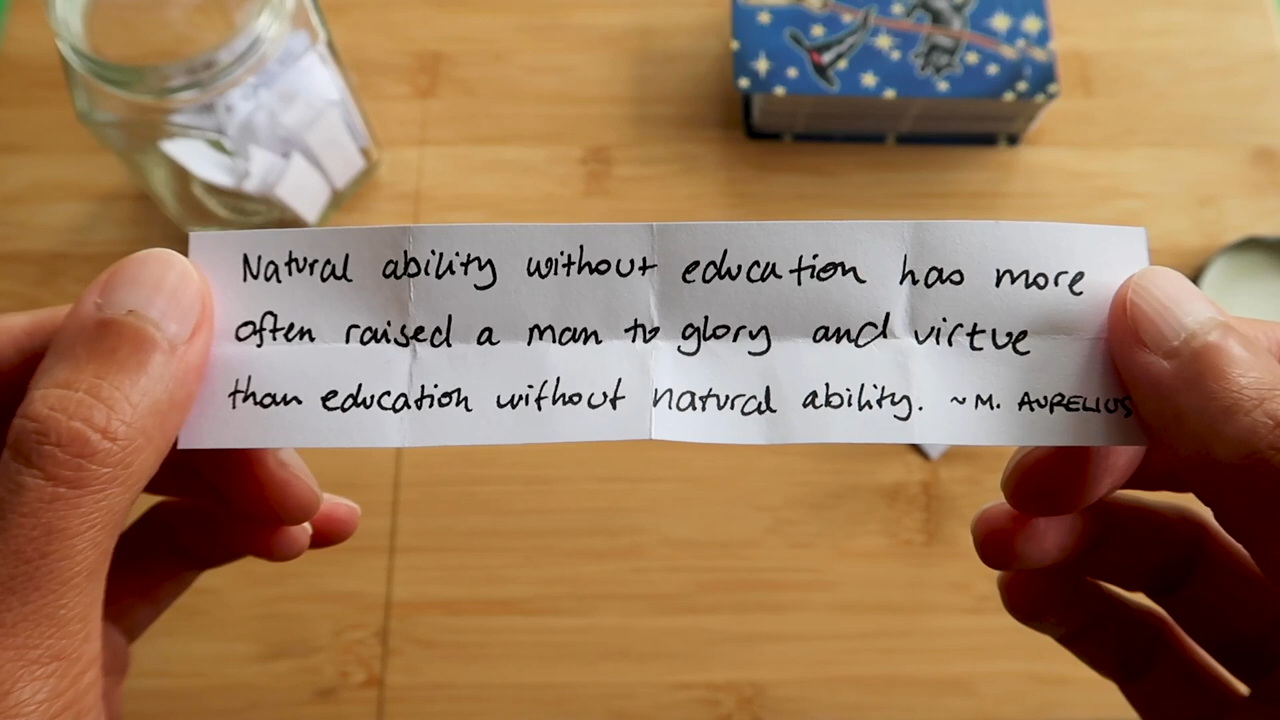 Natural ability without education has more
often raised a man to glory and virtue
than education without natural ability. ~M. AURELIUS